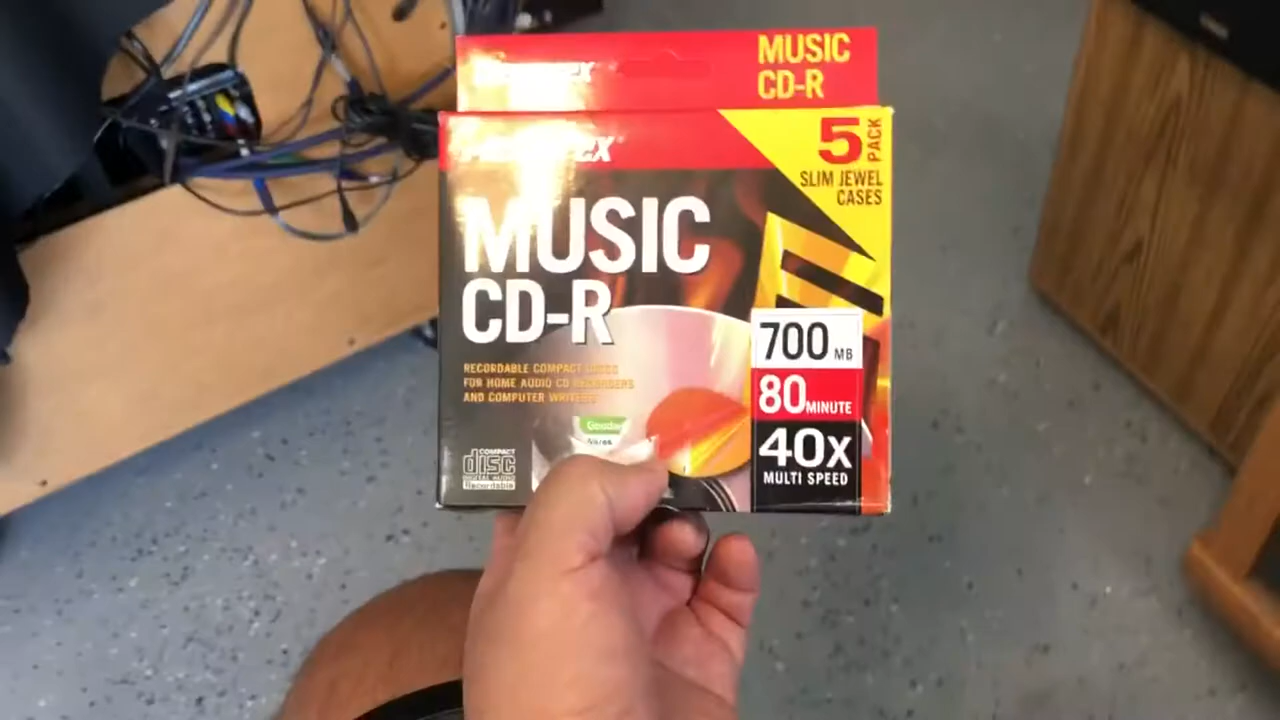 MUSIC
CD-R
5
PACK
SLIM JEWEL
CASES
MUSIC
CD-R
700 MB
80 MINUTE
40x
MULTI SPEED
RECORDABLE COMPACT DISCS
FOR HOME AUDIO CD RECORDERS
AND COMPUTER WRITERS
COMPACT
disc
DIGITAL AUDIO
Recordable